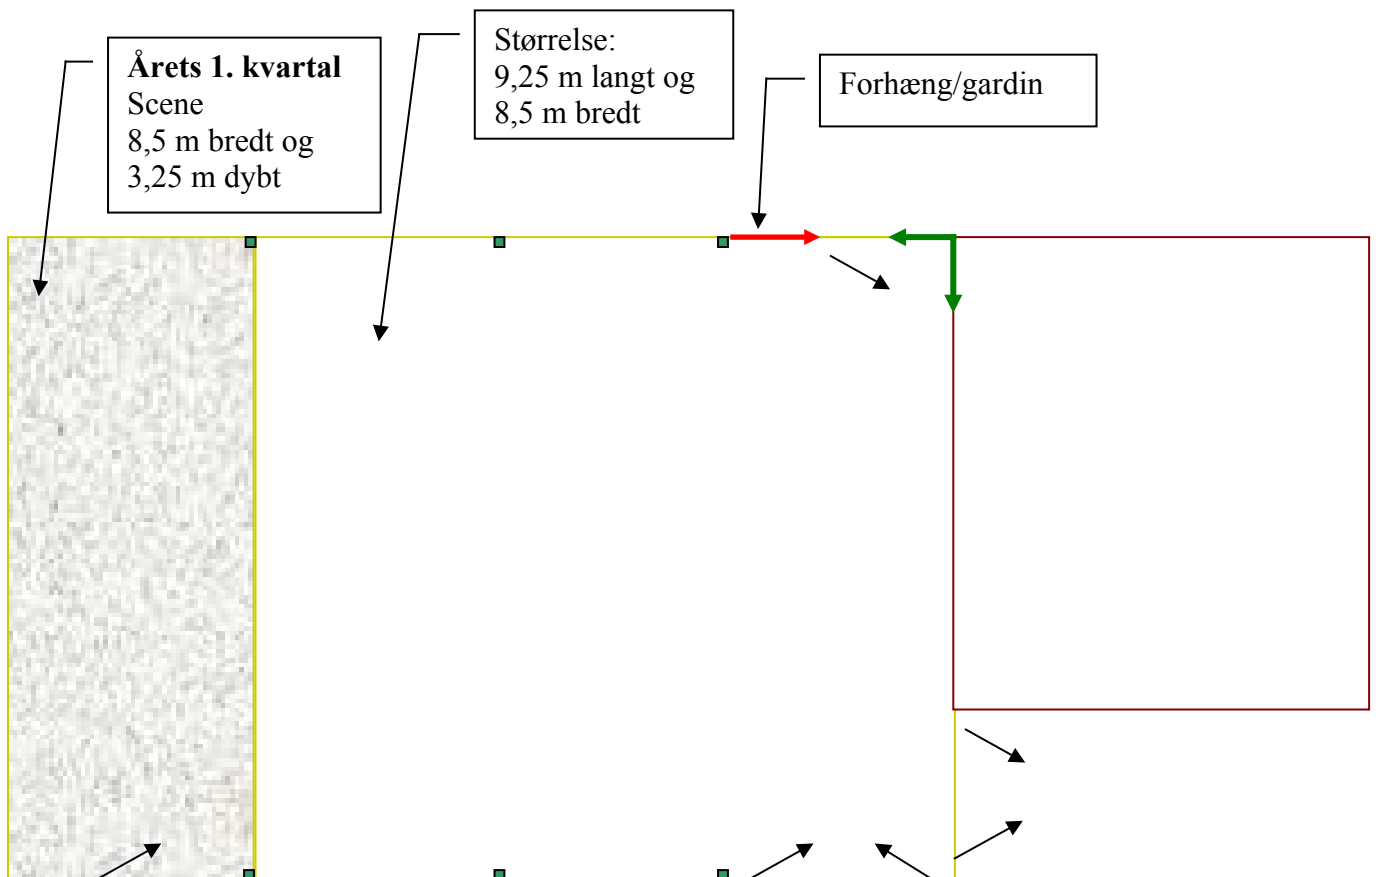 Årets 1. kvartal
Scene
8,5 m bredt og
3,25 m dybt
Størrelse:
9,25 m langt og
8,5 m bredt
Forhæng/gardin